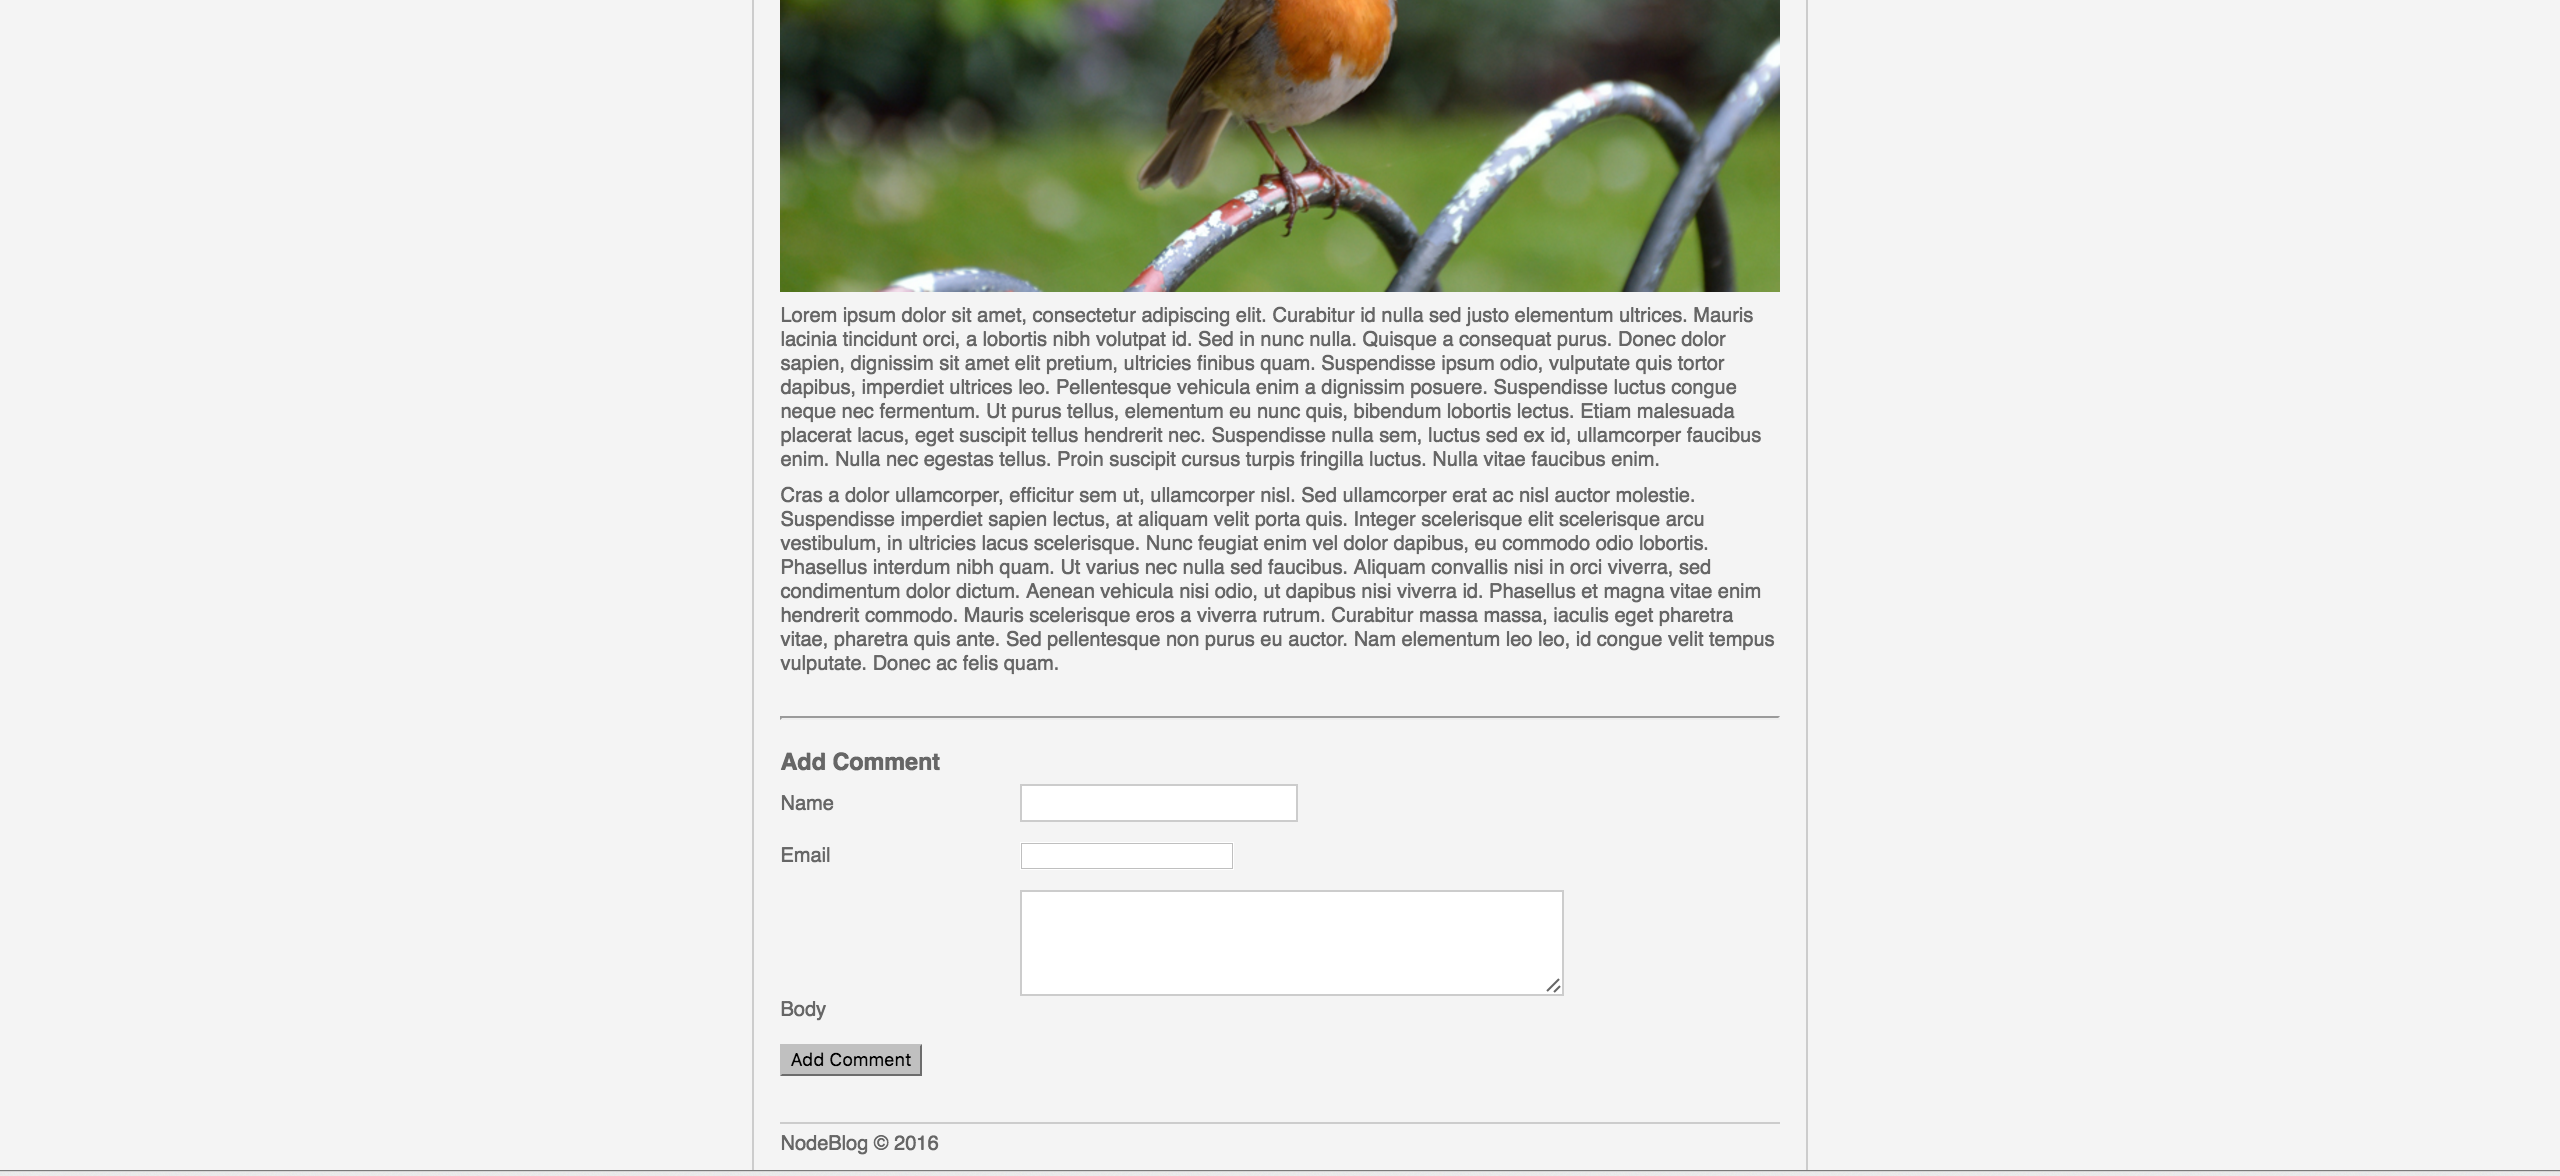 Lorem ipsum dolor sit amet, consectetur adipiscing elit. Curabitur id nulla sed justo elementum ultrices. Mauris
lacinia tincidunt orci, a lobortis nibh volutpat id. Sed in nunc nulla. Quisque a consequat purus. Donec dolor
sapien, dignissim sit amet elit pretium, ultricies finibus quam. Suspendisse ipsum odio, vulputate quis tortor
dapibus, imperdiet ultrices leo. Pellentesque vehicula enim a dignissim posuere. Suspendisse luctus congue
neque nec fermentum. Ut purus tellus, elementum eu nunc quis, bibendum lobortis lectus. Etiam malesuada
placerat lacus, eget suscipit tellus hendrerit nec. Suspendisse nulla sem, luctus sed ex id, ullamcorper faucibus
enim. Nulla nec egestas tellus. Proin suscipit cursus turpis fringilla luctus. Nulla vitae faucibus enim.
Cras a dolor ullamcorper, efficitur sem ut, ullamcorper nisl. Sed ullamcorper erat ac nisl auctor molestie.
Suspendisse imperdiet sapien lectus, at aliquam velit porta quis. Integer scelerisque elit scelerisque arcu
vestibulum, in ultricies lacus scelerisque. Nunc feugiat enim vel dolor dapibus, eu commodo odio lobortis.
Phasellus interdum nibh quam. Ut varius nec nulla sed faucibus. Aliquam convallis nisi in orci viverra, sed
condimentum dolor dictum. Aenean vehicula nisi odio, ut dapibus nisi viverra id. Phasellus et magna vitae enim
hendrerit commodo. Mauris scelerisque eros a viverra rutrum. Curabitur massa massa, iaculis eget pharetra
vitae, pharetra quis ante. Sed pellentesque non purus eu auctor. Nam elementum leo leo, id congue velit tempus
vulputate. Donec ac felis quam.
Add Comment
Name
Email
Body
Add Comment
NodeBlog © 2016